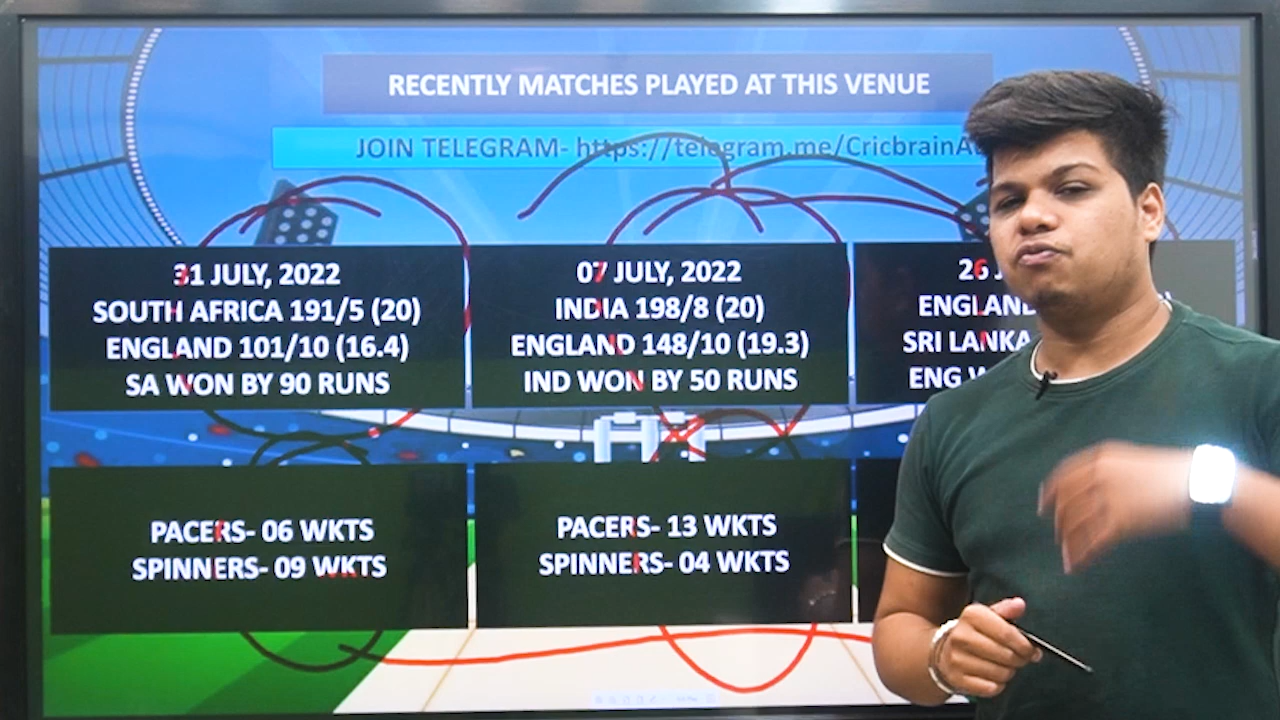 RECENTLY MATCHES PLAYED AT THIS VENUE
JOIN TELEGRAM- https://telegram.me/CricbrainA
31 JULY, 2022
SOUTH AFRICA 191/5 (20)
ENGLAND 101/10 (16.4)
SA WON BY 90 RUNS
07 JULY, 2022
INDIA 198/8 (20)
ENGLAND 148/10 (19.3)
IND WON BY 50 RUNS
26 J
ENGLAND
SRI LANKA
ENG W
PACERS- 06 WKTS
SPINNERS- 09 WKTS
PACERS- 13 WKTS
SPINNERS- 04 WKTS